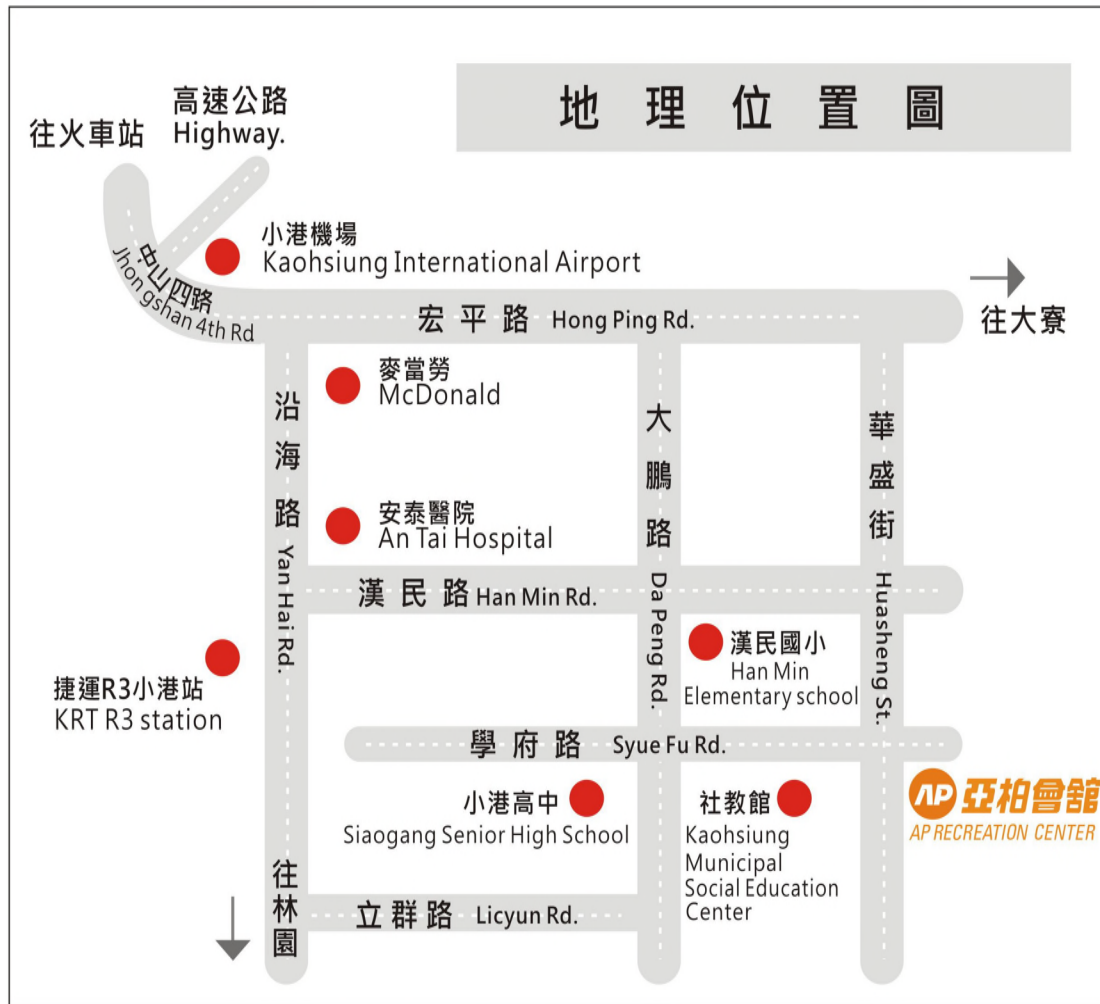 地理位置圖
高速公路
Highway.
往火車站
小港機場
Kaohsiung International Airport
中山四路
Jhongshan 4th Rd
宏平路 Hong Ping Rd.
往大寮
麥當勞
McDonald
沿海路 Yan Hai Rd.
大鵬路 Da Peng Rd.
華盛街 Huasheng St.
安泰醫院
An Tai Hospital
漢民路 Han Min Rd.
漢民國小
Han Min
Elementary school
捷運R3小港站
KRT R3 station
學府路 Syue Fu Rd.
小港高中
Siaogang Senior High School
社教館
Kaohsiung
Municipal
Social Education
Center
AP 亞柏會舘
AP RECREATION CENTER
往林園
立群路 Licyun Rd.